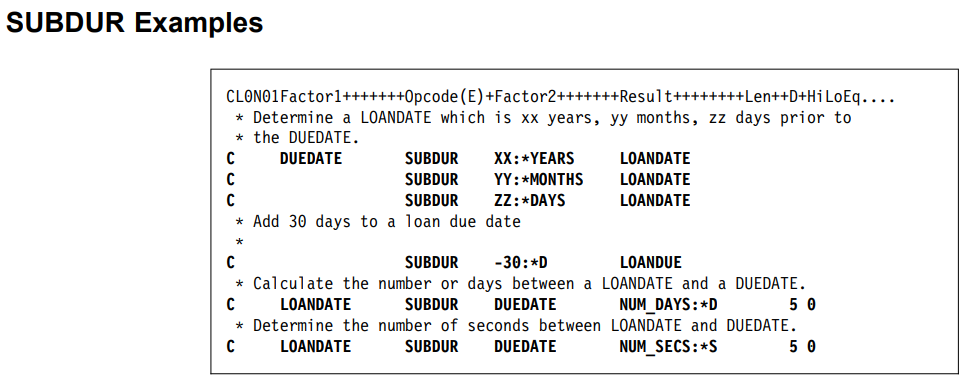 SUBDUR Examples
CL0N01Factor1+++++++Opcode(E)+Factor2+++++++Result++++++++Len++D+HiLoEq....
 * Determine a LOANDATE which is xx years, yy months, zz days prior to
 * the DUEDATE.
C     DUEDATE       SUBDUR    XX:*YEARS     LOANDATE
C                   SUBDUR    YY:*MONTHS    LOANDATE
C                   SUBDUR    ZZ:*DAYS      LOANDATE
 * Add 30 days to a loan due date
 *
C                   SUBDUR    -30:*D        LOANDUE
 * Calculate the number or days between a LOANDATE and a DUEDATE.
C     LOANDATE      SUBDUR    DUEDATE       NUM_DAYS:*D        5 0
 * Determine the number of seconds between LOANDATE and DUEDATE.
C     LOANDATE      SUBDUR    DUEDATE       NUM_SECS:*S        5 0